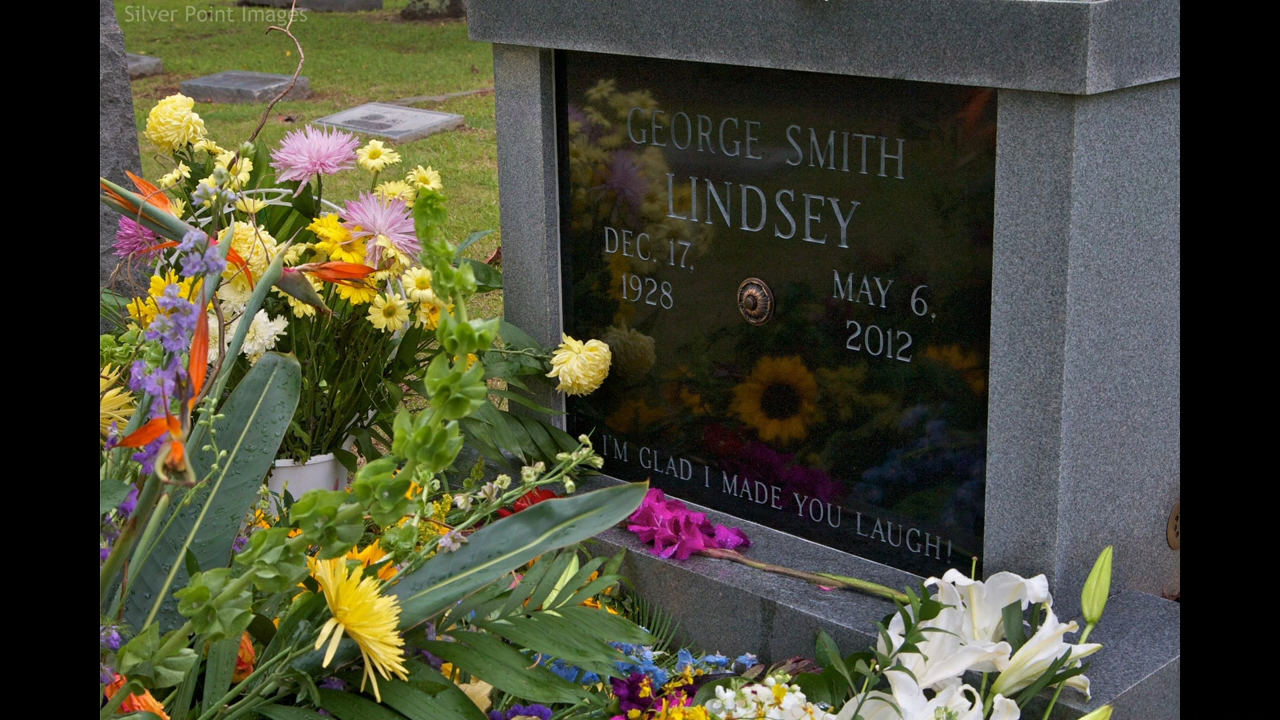 Silver Point Images
GEORGE SMITH
LINDSEY
DEC. 17,
1928
MAY 6,
2012
I'M GLAD I MADE YOU LAUGH!